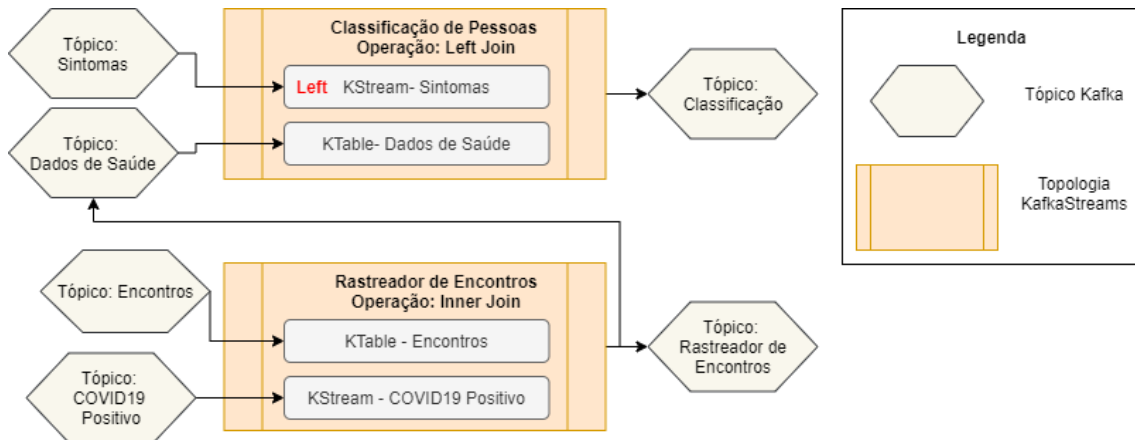 Tópico:
Sintomas
Tópico:
Dados de Saúde
Classificação de Pessoas
Operação: Left Join
Left KStream- Sintomas
KTable- Dados de Saúde
Tópico:
Classificação
Legenda
Tópico Kafka
Topologia
KafkaStreams
Tópico: Encontros
Tópico:
COVID19
Positivo
Rastreador de Encontros
Operação: Inner Join
KTable - Encontros
KStream - COVID19 Positivo
Tópico:
Rastreador de
Encontros